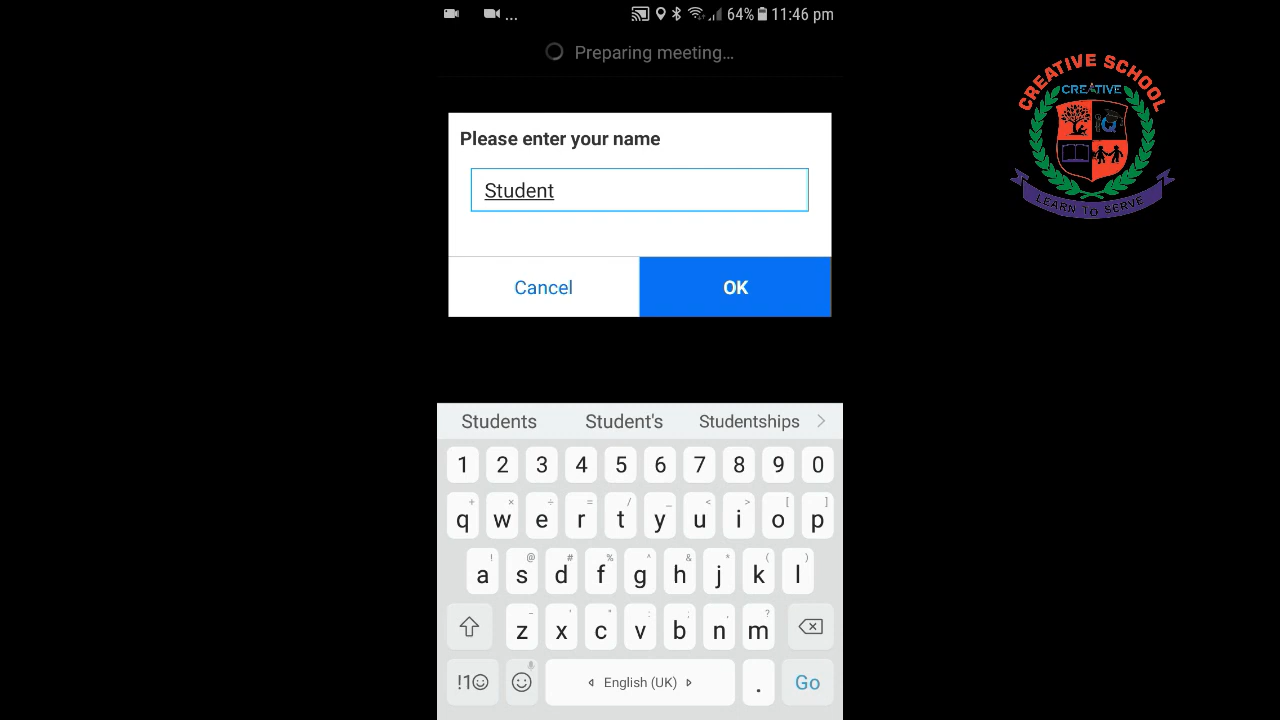 ... 64% 11:46 pm
Preparing meeting...
Please enter your name
Student
Cancel OK
Students Student's Studentships
1 2 3 4 5 6 7 8 9 0
+ × ÷ = / _ < > [ ]
q w e r t y u i o p
! @ # % ^ & * ( )
a s d f g h j k l
- ' " : ; , ?
z x c v b n m
!1☺ English (UK) . Go
CREATIVE SCHOOL
CREATIVE
iQ
LEARN TO SERVE